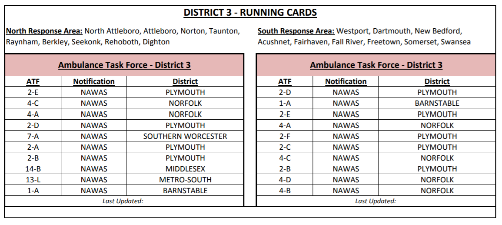 DISTRICT 3 - RUNNING CARDS
North Response Area: North Attleboro, Attleboro, Norton, Taunton,
Raynham, Berkley, Seekonk, Rehoboth, Dighton
South Response Area: Westport, Dartmouth, New Bedford,
Acushnet, Fairhaven, Fall River, Freetown, Somerset, Swansea
Ambulance Task Force - District 3
ATF Notification District
2-E NAWAS PLYMOUTH
4-C NAWAS NORFOLK
4-A NAWAS NORFOLK
2-D NAWAS PLYMOUTH
7-A NAWAS SOUTHERN WORCESTER
2-A NAWAS PLYMOUTH
2-B NAWAS PLYMOUTH
14-B NAWAS MIDDLESEX
13-L NAWAS METRO-SOUTH
1-A NAWAS BARNSTABLE
Last Updated:
Ambulance Task Force - District 3
ATF Notification District
2-D NAWAS PLYMOUTH
1-A NAWAS BARNSTABLE
2-E NAWAS PLYMOUTH
4-A NAWAS NORFOLK
2-F NAWAS PLYMOUTH
2-C NAWAS PLYMOUTH
4-C NAWAS NORFOLK
2-B NAWAS PLYMOUTH
4-D NAWAS NORFOLK
4-B NAWAS NORFOLK
Last Updated: